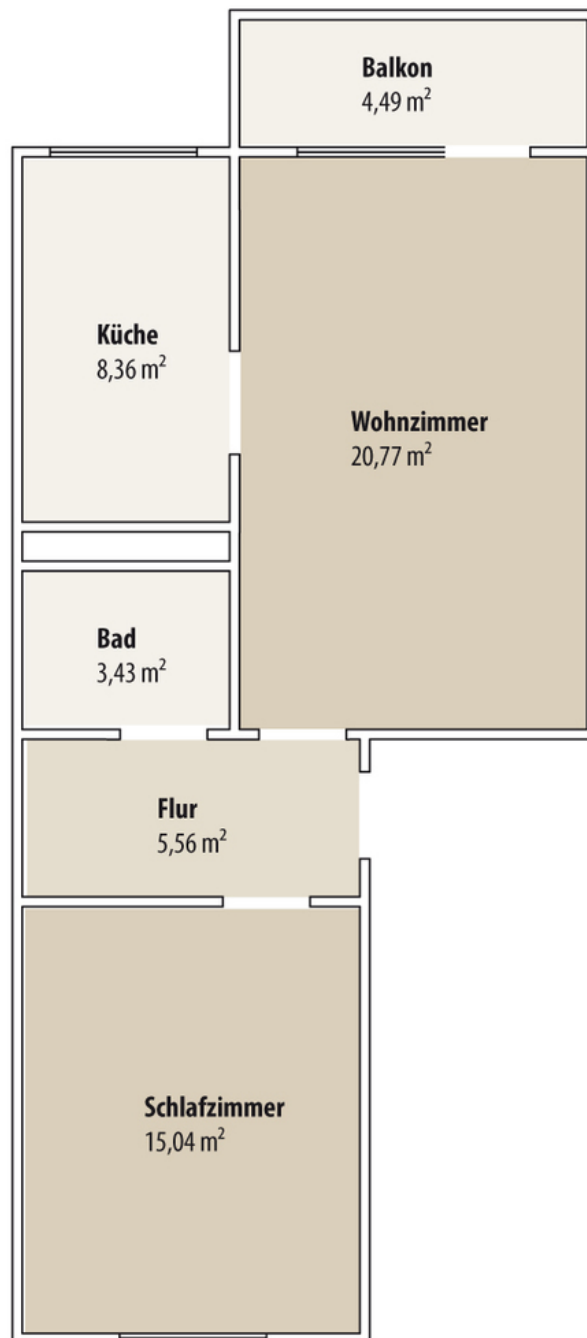 Balkon
4,49 m²
Küche
8,36 m²
Wohnzimmer
20,77 m²
Bad
3,43 m²
Flur
5,56 m²
Schlafzimmer
15,04 m²